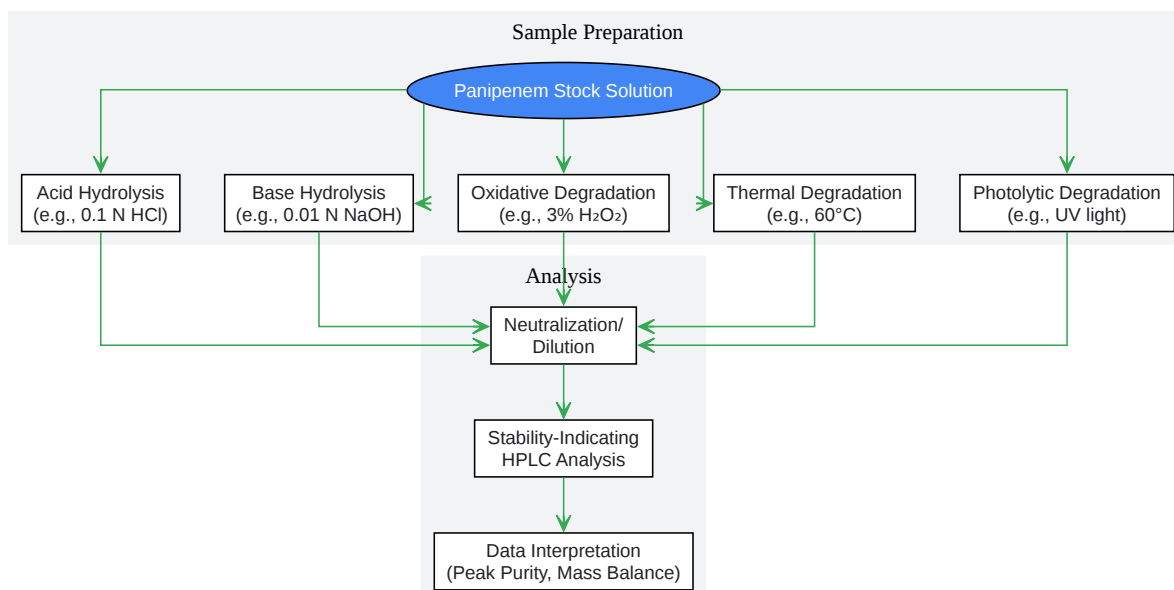 Sample Preparation
Panipenem Stock Solution
Acid Hydrolysis
(e.g., 0.1 N HCl)
Base Hydrolysis
(e.g., 0.01 N NaOH)
Oxidative Degradation
(e.g., 3% H₂O₂)
Thermal Degradation
(e.g., 60°C)
Photolytic Degradation
(e.g., UV light)
Analysis
Neutralization/
Dilution
Stability-Indicating
HPLC Analysis
Data Interpretation
(Peak Purity, Mass Balance)